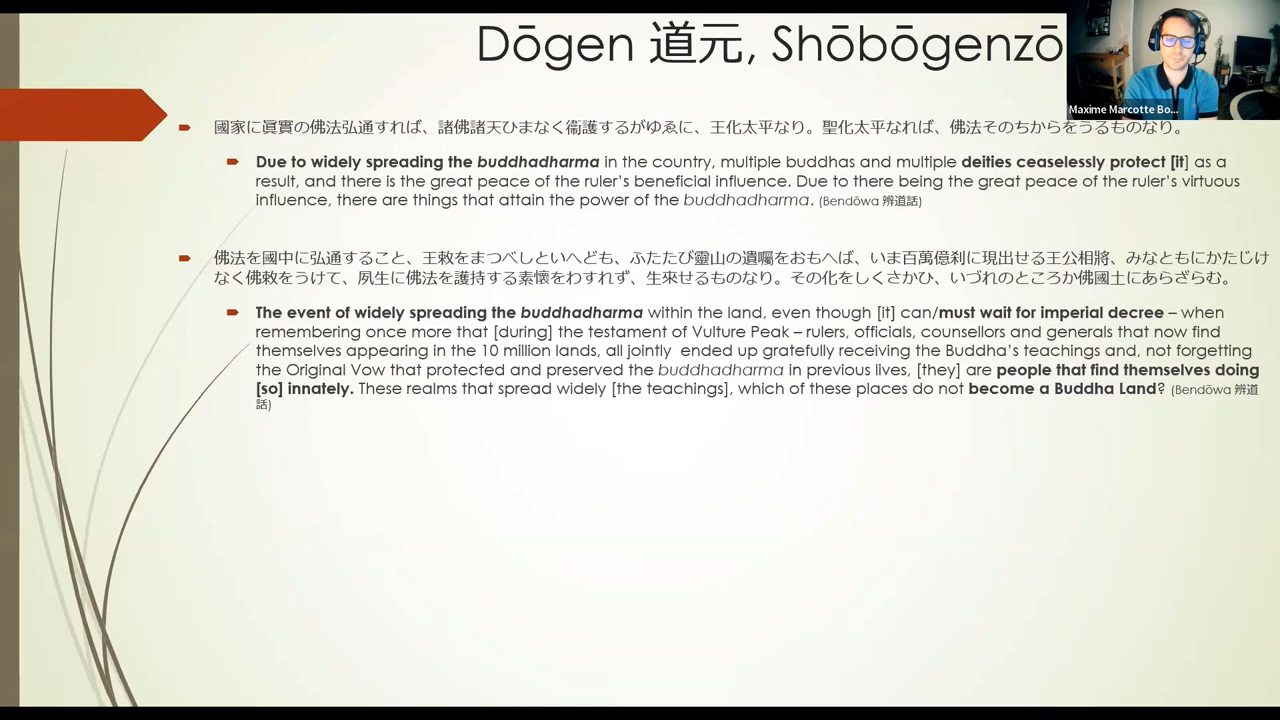 Dōgen 道元, Shōbōgenzō
Maxime Marcotte Bo...
國家に眞實の佛法弘通すれば、諸佛諸天ひまなく衞護するがゆゑに、王化太平なり。聖化太平なれば、佛法そのちからをうるものなり。
Due to widely spreading the buddhadharma in the country, multiple buddhas and multiple deities ceaselessly protect [it] as a
result, and there is the great peace of the ruler's beneficial influence. Due to there being the great peace of the ruler's virtuous
influence, there are things that attain the power of the buddhadharma. (Bendōwa 辨道話)
佛法を國中に弘通すること、王敕をまつべしといへども、ふたたび靈山の遺囑をおもへば、いま百萬億刹に現出せる王公相將、みなともにかたじけ
なく佛敕をうけて、夙生に佛法を護持する素懷をわすれず、生來せるものなり。その化をしくさかひ、いづれのところか佛國土にあらざらむ。
The event of widely spreading the buddhadharma within the land, even though [it] can/must wait for imperial decree – when
remembering once more that [during] the testament of Vulture Peak – rulers, officials, counsellors and generals that now find
themselves appearing in the 10 million lands, all jointly ended up gratefully receiving the Buddha's teachings and, not forgetting
the Original Vow that protected and preserved the buddhadharma in previous lives, [they] are people that find themselves doing
[so] innately. These realms that spread widely [the teachings], which of these places do not become a Buddha Land? (Bendōwa 辨道
話)